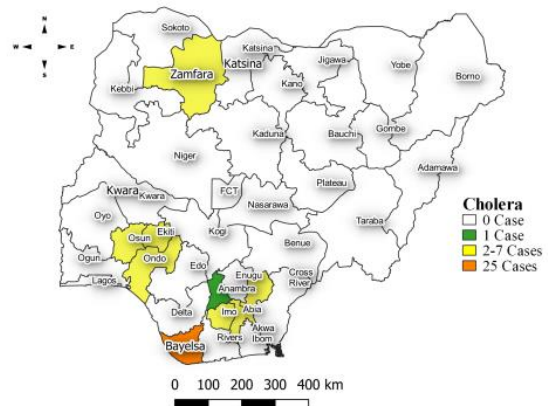 N
W E
S
Sokoto
Katsina
Katsina
Zamfara
Jigawa
Yobe
Borno
Kebbi
Kano
Kaduna
Bauchi
Gombe
Niger
Adamawa
Plateau
Kwara
Kwara
FCT
Nasarawa
Taraba
Oyo
Kogi
Osun
Ekiti
Benue
Ogun
Ondo
Edo
Enugu
Cross
River
Lagos
Anambra
Delta
Imo
Abia
Akwa
Ibom
Rivers
Bayelsa
Cholera
0 Case
1 Case
2-7 Cases
25 Cases
0 100 200 300 400 km